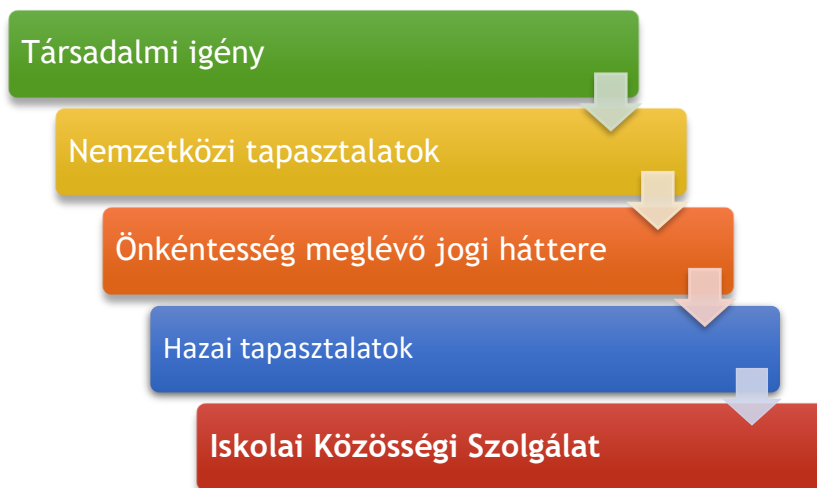 Társadalmi igény
Nemzetközi tapasztalatok
Önkéntesség meglévő jogi háttere
Hazai tapasztalatok
Iskolai Közösségi Szolgálat